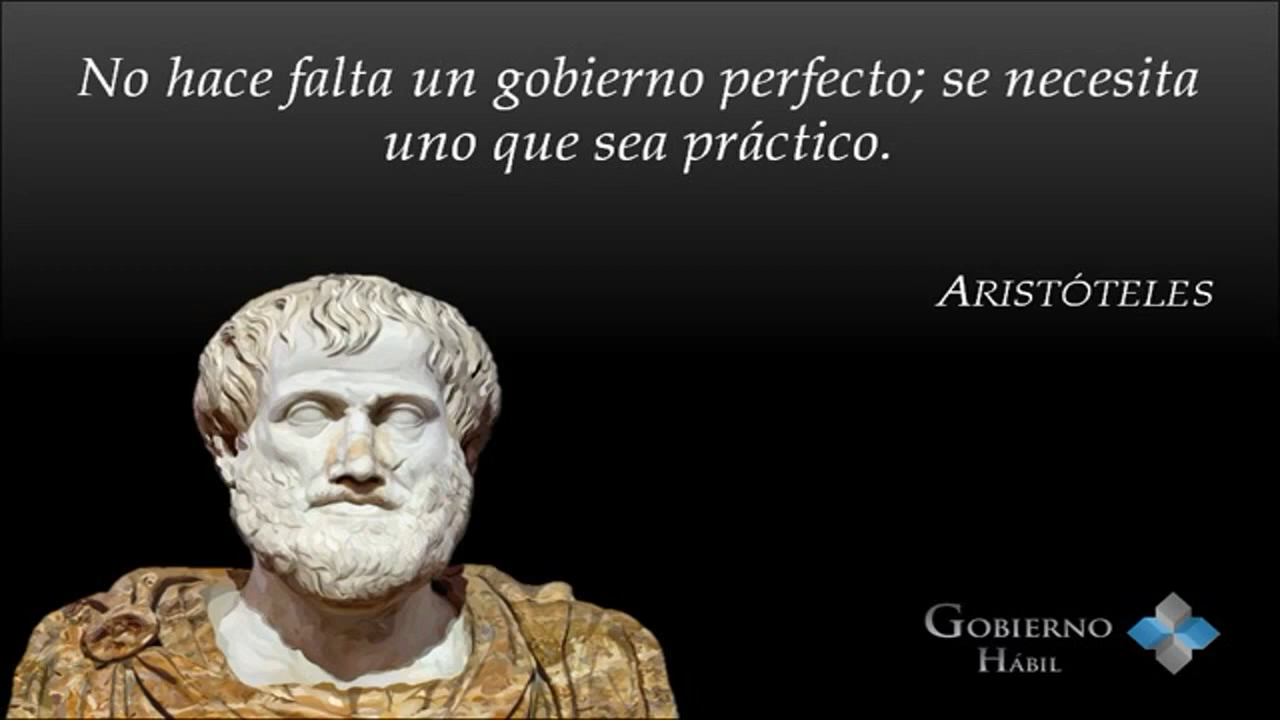 No hace falta un gobierno perfecto; se necesita
uno que sea práctico.
ARISTÓTELES
GOBIERNO
HÁBIL